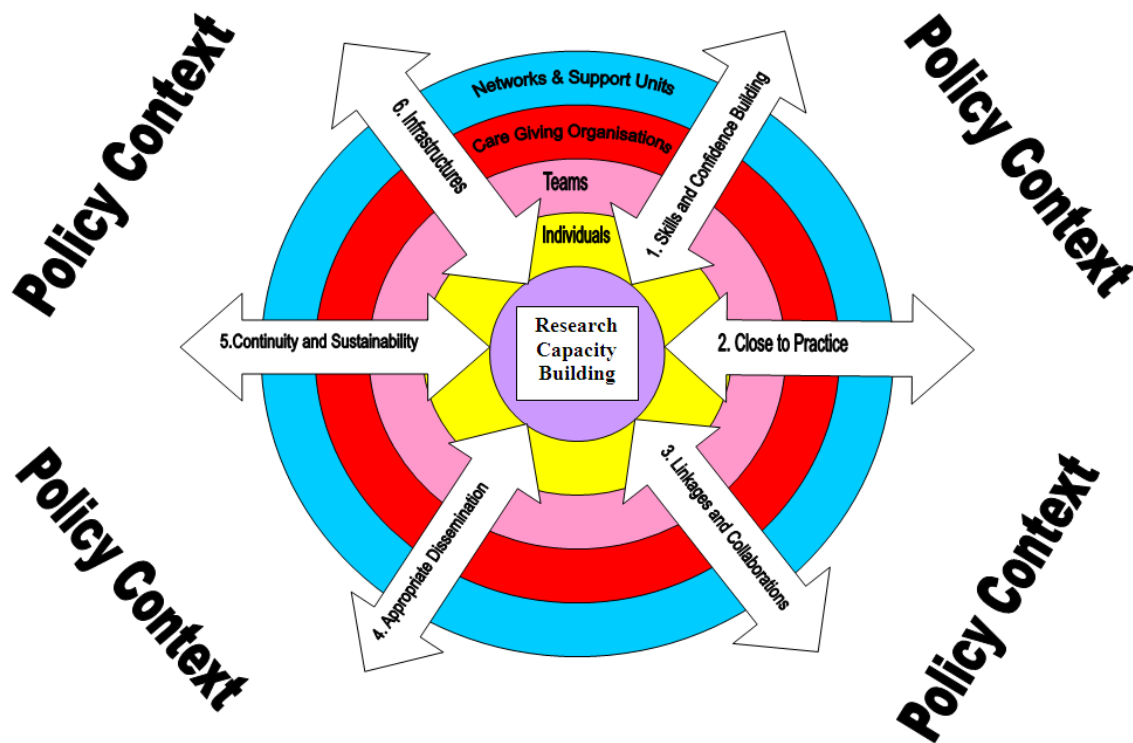 Policy Context
Policy Context
Networks & Support Units
Care Giving Organisations
Teams
Individuals
6. Infrastructures
1. Skills and Confidence Building
5.Continuity and Sustainability
Research
Capacity
Building
2. Close to Practice
4. Appropriate Dissemination
3. Linkages and Collaborations
Policy Context
Policy Context